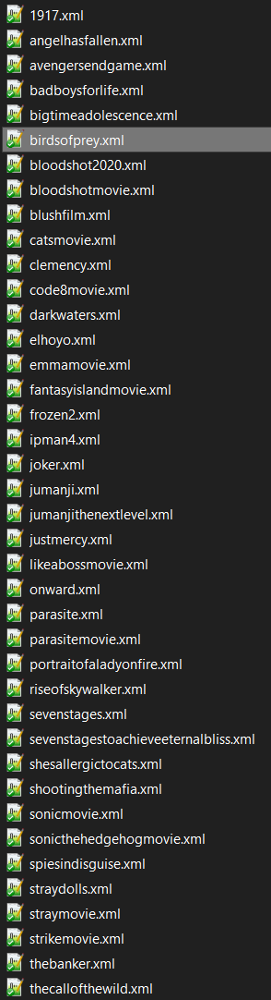 1917.xml
angelhasfallen.xml
avengersendgame.xml
badboysforlife.xml
bigtimeadolescence.xml
birdsofprey.xml
bloodshot2020.xml
bloodshotmovie.xml
blushfilm.xml
catsmovie.xml
clemency.xml
code8movie.xml
darkwaters.xml
elhoyo.xml
emmamovie.xml
fantasyislandmovie.xml
frozen2.xml
ipman4.xml
joker.xml
jumanji.xml
jumanjithenextlevel.xml
justmercy.xml
likeabossmovie.xml
onward.xml
parasite.xml
parasitemovie.xml
portraitofaladyonfire.xml
riseofskywalker.xml
sevenstages.xml
sevenstagestoachieveeternalbliss.xml
shesallergictocats.xml
shootingthemafia.xml
sonicmovie.xml
sonicthehedgehogmovie.xml
spiesindisguise.xml
straydolls.xml
straymovie.xml
strikemovie.xml
thebanker.xml
thecallofthewild.xml